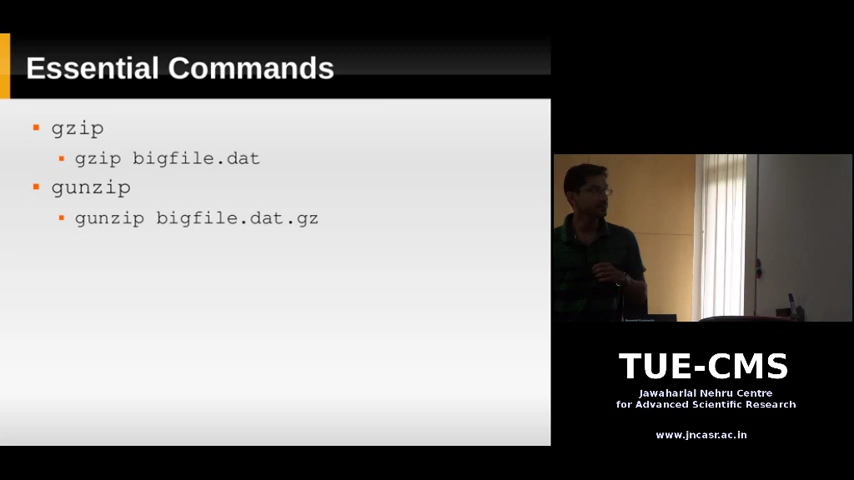 Essential Commands
gzip
gzip bigfile.dat
gunzip
gunzip bigfile.dat.gz
TUE-CMS
Jawaharlal Nehru Centre
for Advanced Scientific Research
www.jncasr.ac.in